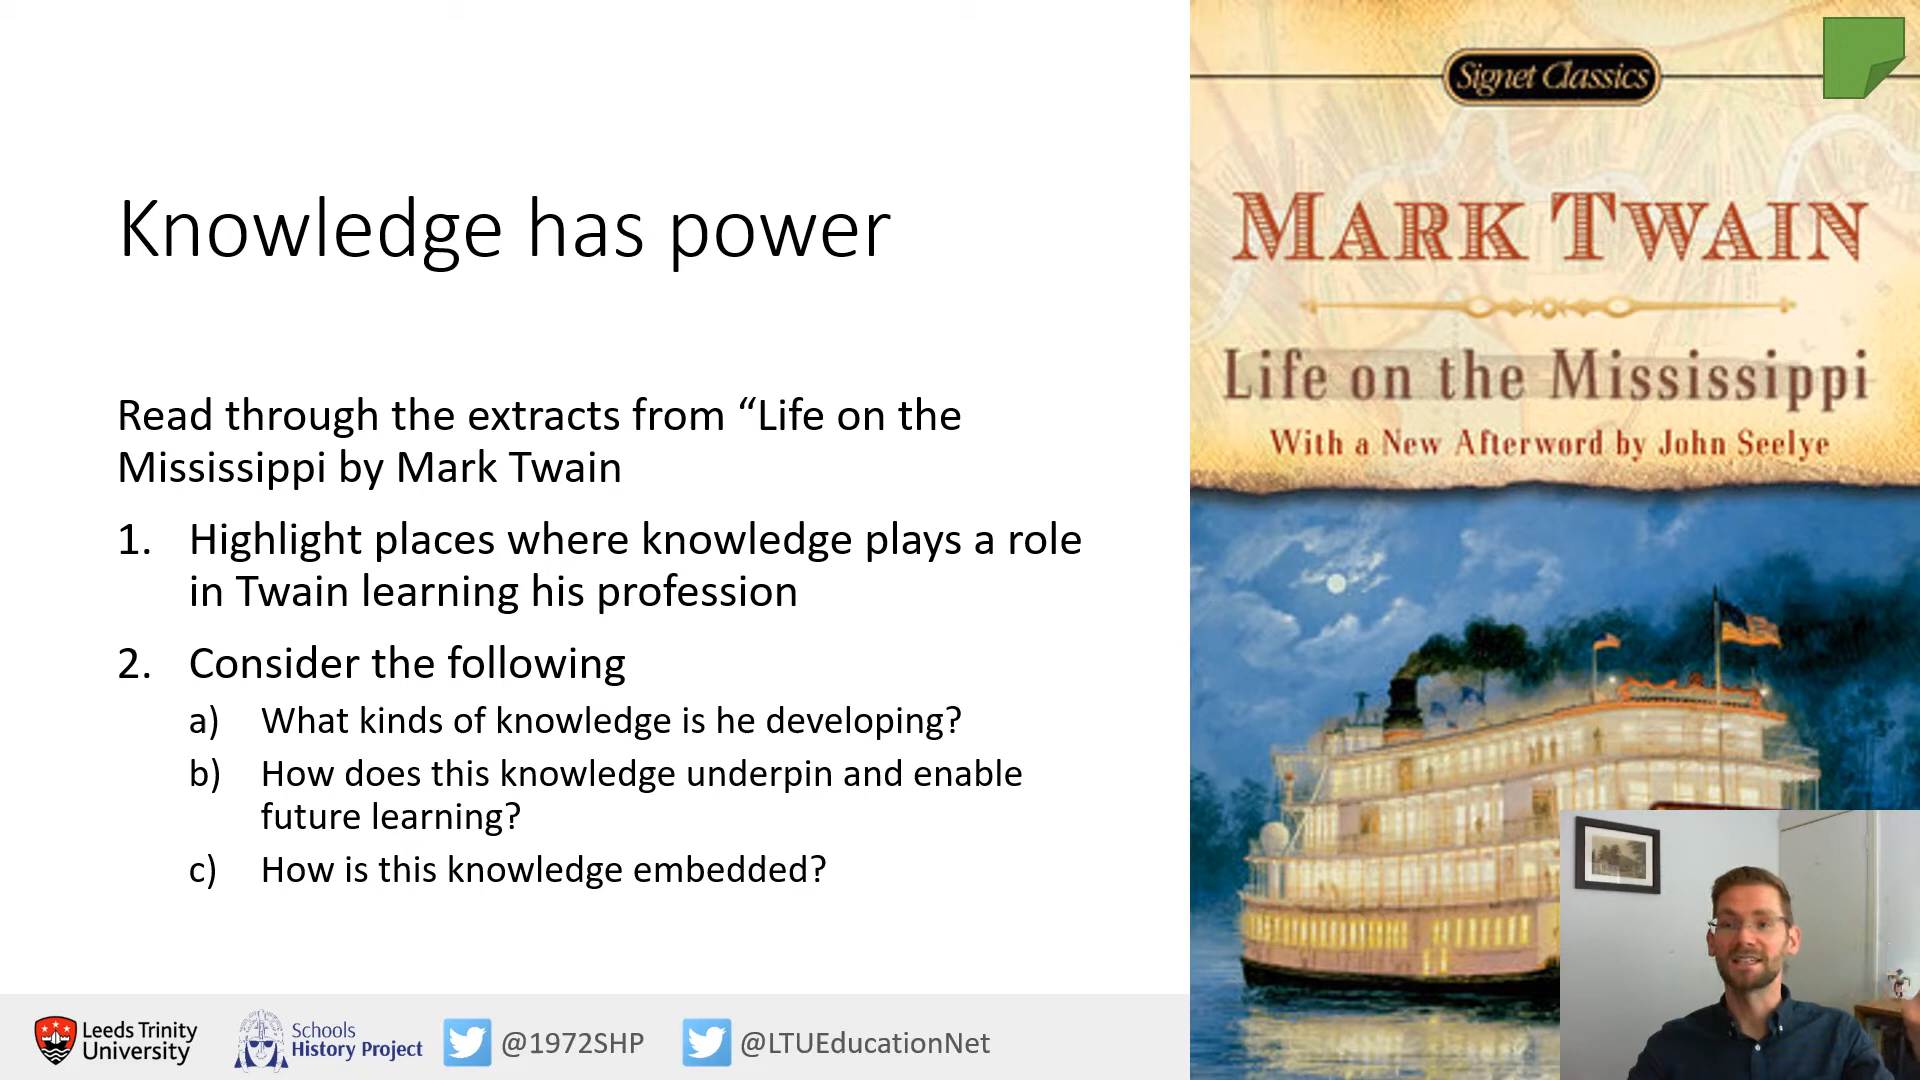 Knowledge has power
Read through the extracts from “Life on the
Mississippi by Mark Twain
1. Highlight places where knowledge plays a role
in Twain learning his profession
2. Consider the following
a) What kinds of knowledge is he developing?
b) How does this knowledge underpin and enable
future learning?
c) How is this knowledge embedded?
Leeds Trinity
University
Schools
History Project
@1972SHP
@LTUEducationNet
Signet Classics
MARK TWAIN
Life on the Mississippi
With a New Afterword by John Seelye